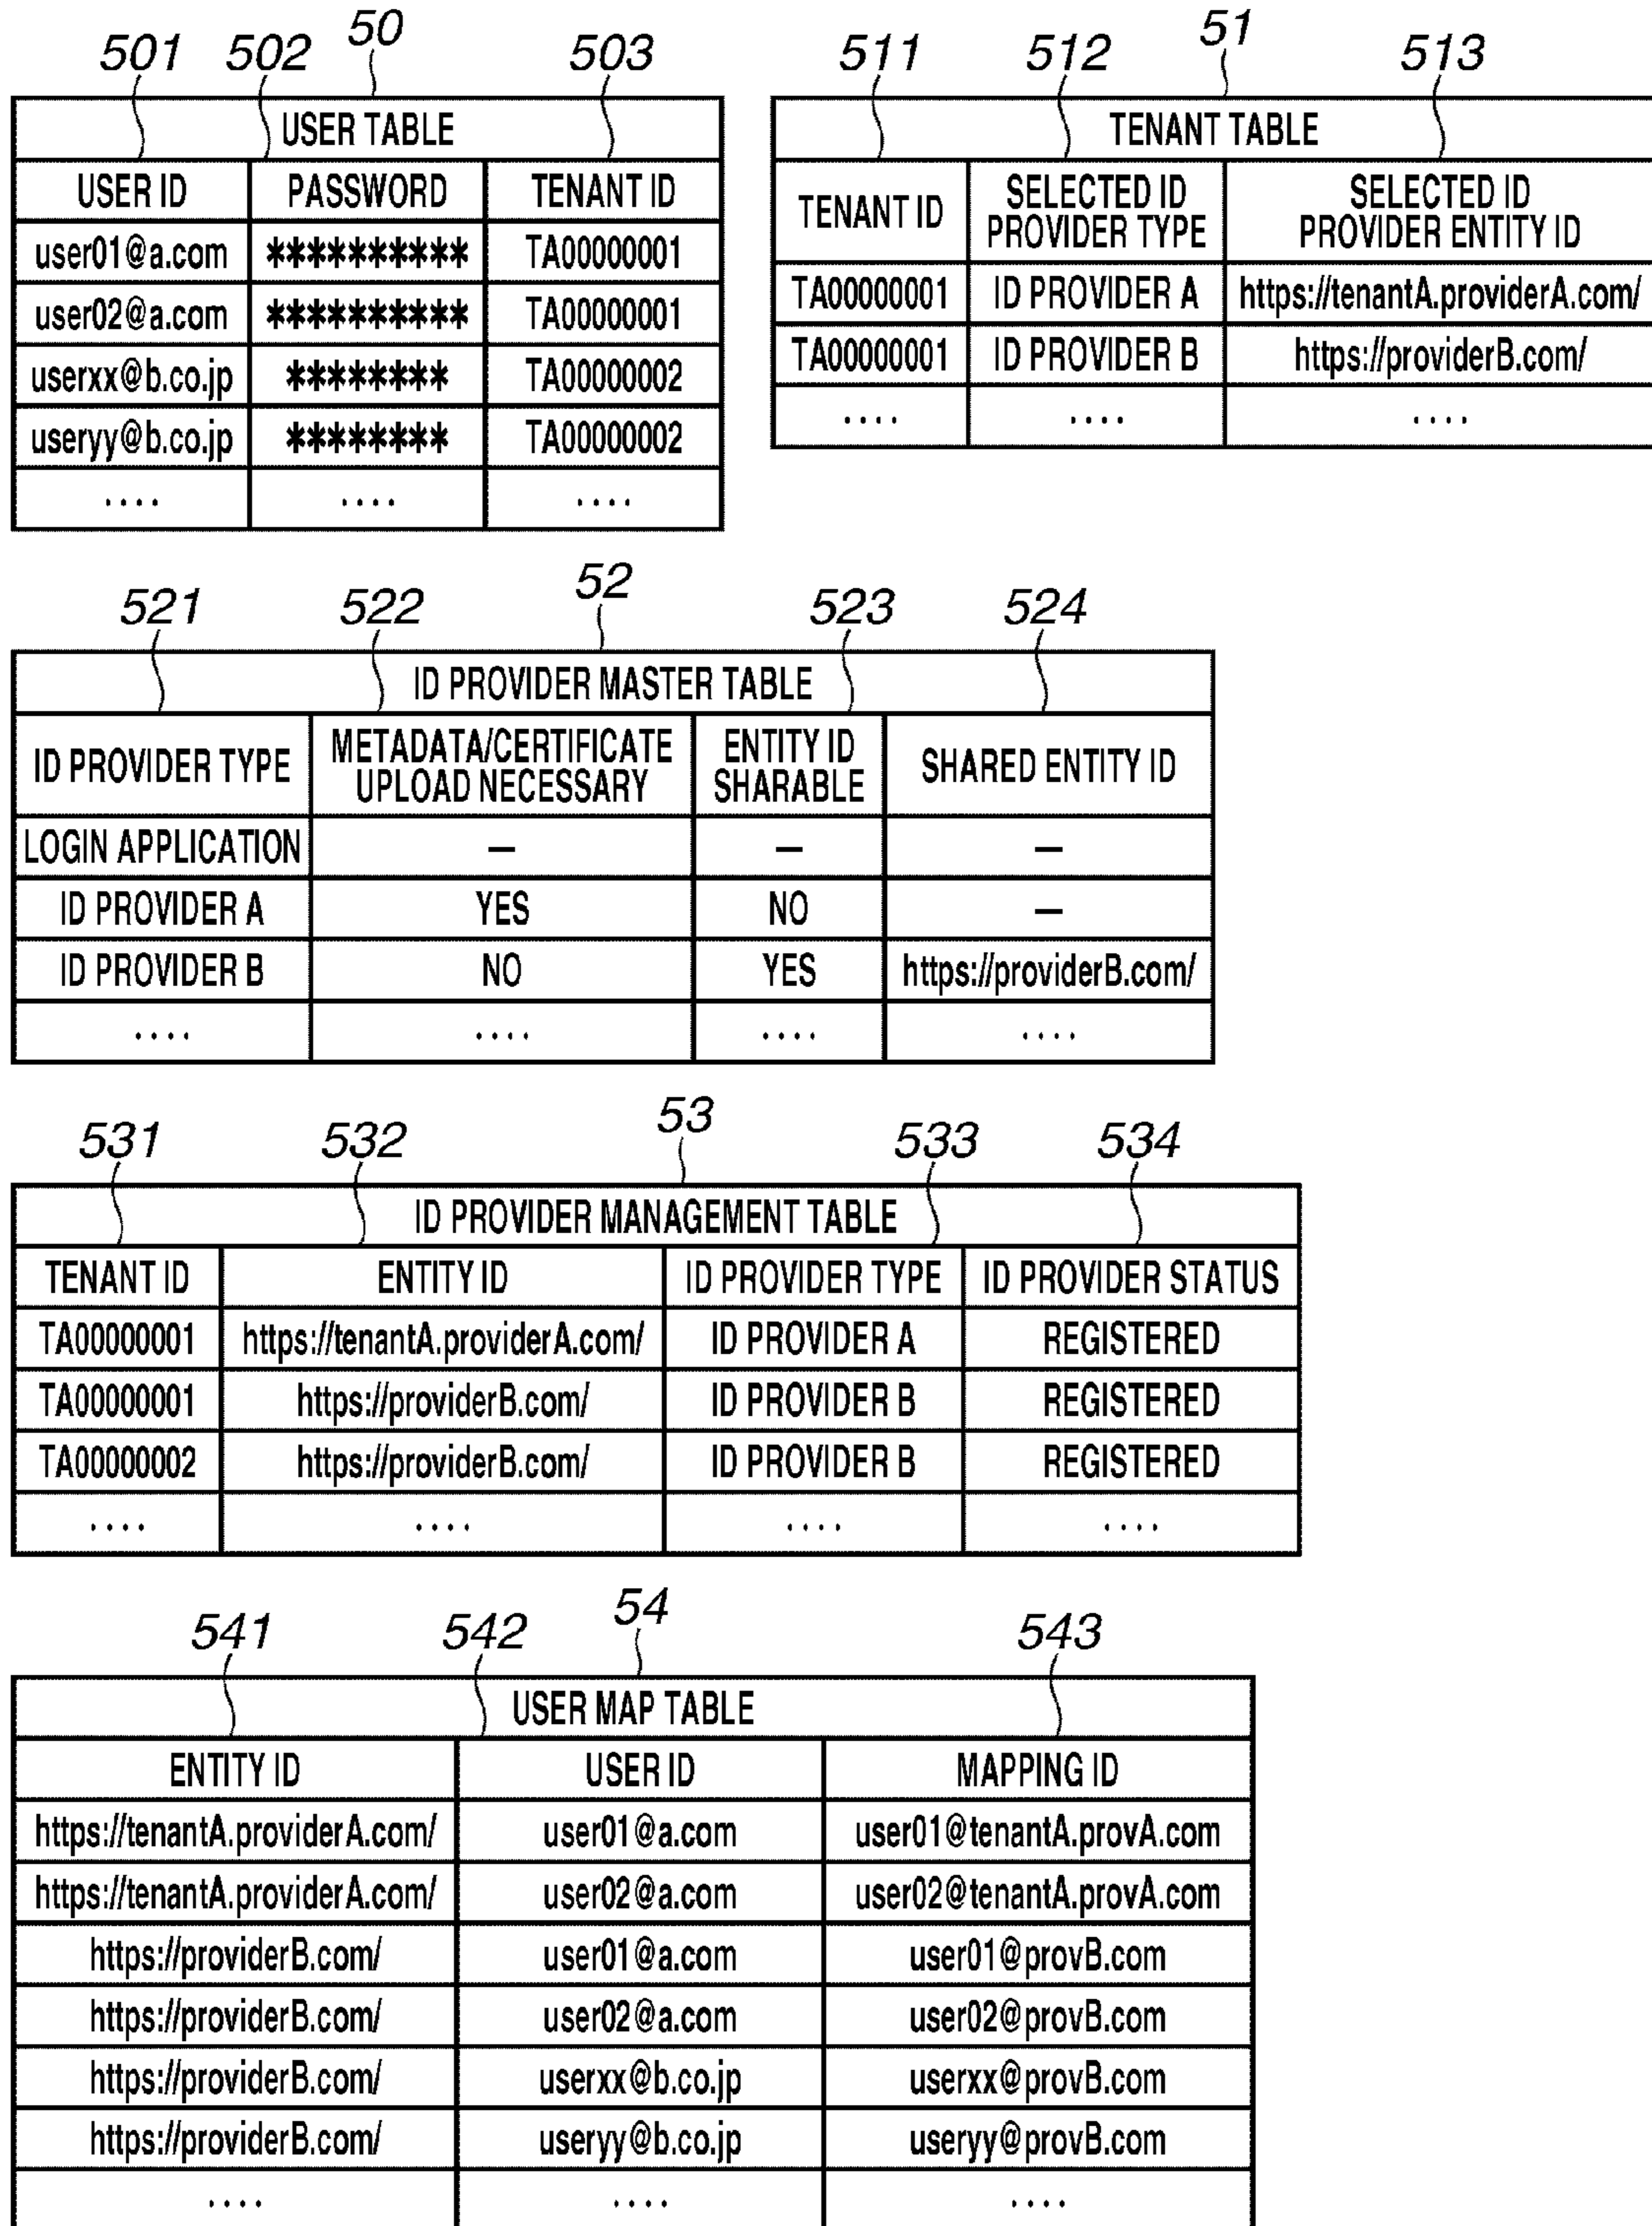 50
501 502 503
USER TABLE
USER ID PASSWORD TENANT ID
user01@a.com ********** TA00000001
user02@a.com ********** TA00000001
userxx@b.co.jp ******** TA00000002
useryy@b.co.jp ******** TA00000002
.... .... ....
51
511 512 513
TENANT TABLE
TENANT ID SELECTED ID PROVIDER TYPE SELECTED ID PROVIDER ENTITY ID
TA00000001 ID PROVIDER A https://tenantA.providerA.com/
TA00000001 ID PROVIDER B https://providerB.com/
.... .... ....
52
521 522 523 524
ID PROVIDER MASTER TABLE
ID PROVIDER TYPE METADATA/CERTIFICATE UPLOAD NECESSARY ENTITY ID SHARABLE SHARED ENTITY ID
LOGIN APPLICATION – – –
ID PROVIDER A YES NO –
ID PROVIDER B NO YES https://providerB.com/
.... .... .... ....
53
531 532 533 534
ID PROVIDER MANAGEMENT TABLE
TENANT ID ENTITY ID ID PROVIDER TYPE ID PROVIDER STATUS
TA00000001 https://tenantA.providerA.com/ ID PROVIDER A REGISTERED
TA00000001 https://providerB.com/ ID PROVIDER B REGISTERED
TA00000002 https://providerB.com/ ID PROVIDER B REGISTERED
.... .... .... ....
54
541 542 543
USER MAP TABLE
ENTITY ID USER ID MAPPING ID
https://tenantA.providerA.com/ user01@a.com user01@tenantA.provA.com
https://tenantA.providerA.com/ user02@a.com user02@tenantA.provA.com
https://providerB.com/ user01@a.com user01@provB.com
https://providerB.com/ user02@a.com user02@provB.com
https://providerB.com/ userxx@b.co.jp userxx@provB.com
https://providerB.com/ useryy@b.co.jp useryy@provB.com
.... .... ....